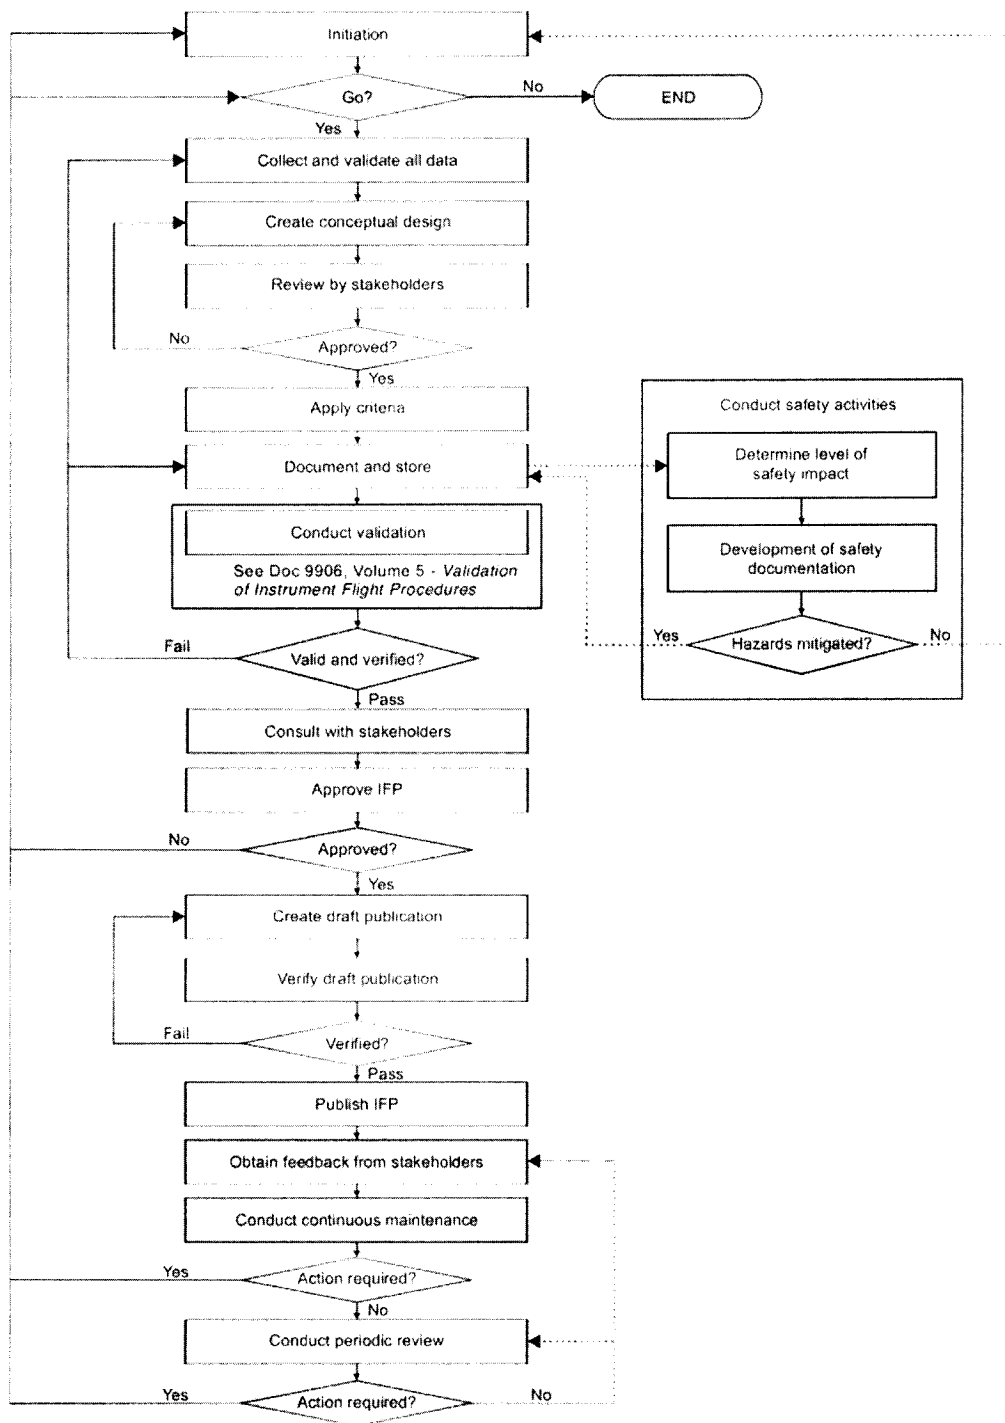 Initiation
Go?
No
END
Yes
Collect and validate all data
Create conceptual design
Review by stakeholders
No
Approved?
Yes
Apply criteria
Conduct safety activities
Document and store
Determine level of
safety impact
Conduct validation
See Doc 9906, Volume 5 - Validation
of Instrument Flight Procedures
Development of safety
documentation
Yes
Hazards mitigated?
No
Fail
Valid and verified?
Pass
Consult with stakeholders
Approve IFP
No
Approved?
Yes
Create draft publication
Verify draft publication
Fail
Verified?
Pass
Publish IFP
Obtain feedback from stakeholders
Conduct continuous maintenance
Yes
Action required?
No
Conduct periodic review
Yes
Action required?
No